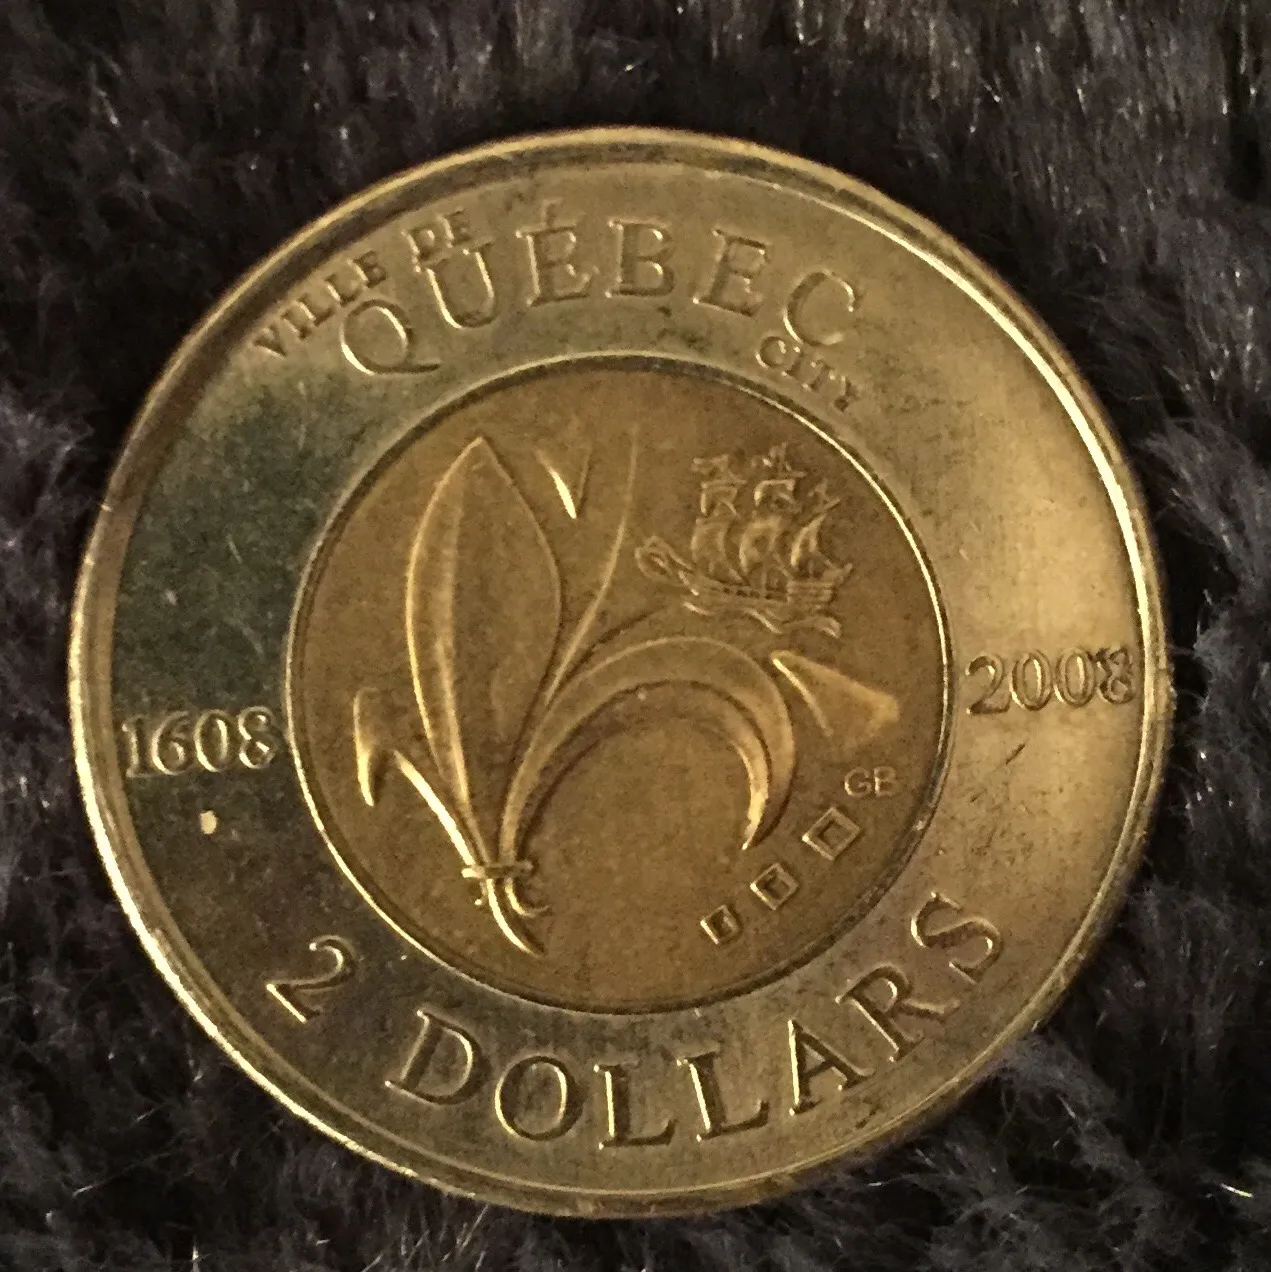 VILLE DE
QUÉBEC
CITY
1608
2008
GB
2 DOLLARS